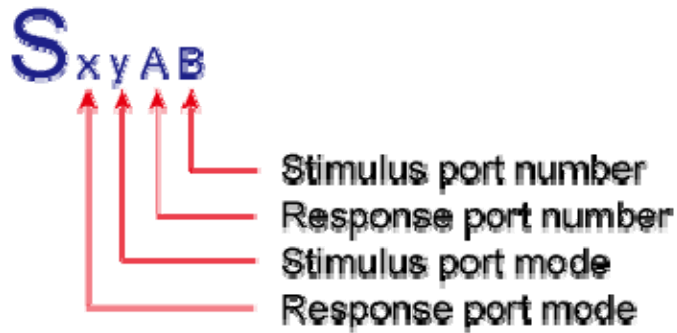 SxyAB
Stimulus port number
Response port number
Stimulus port mode
Response port mode